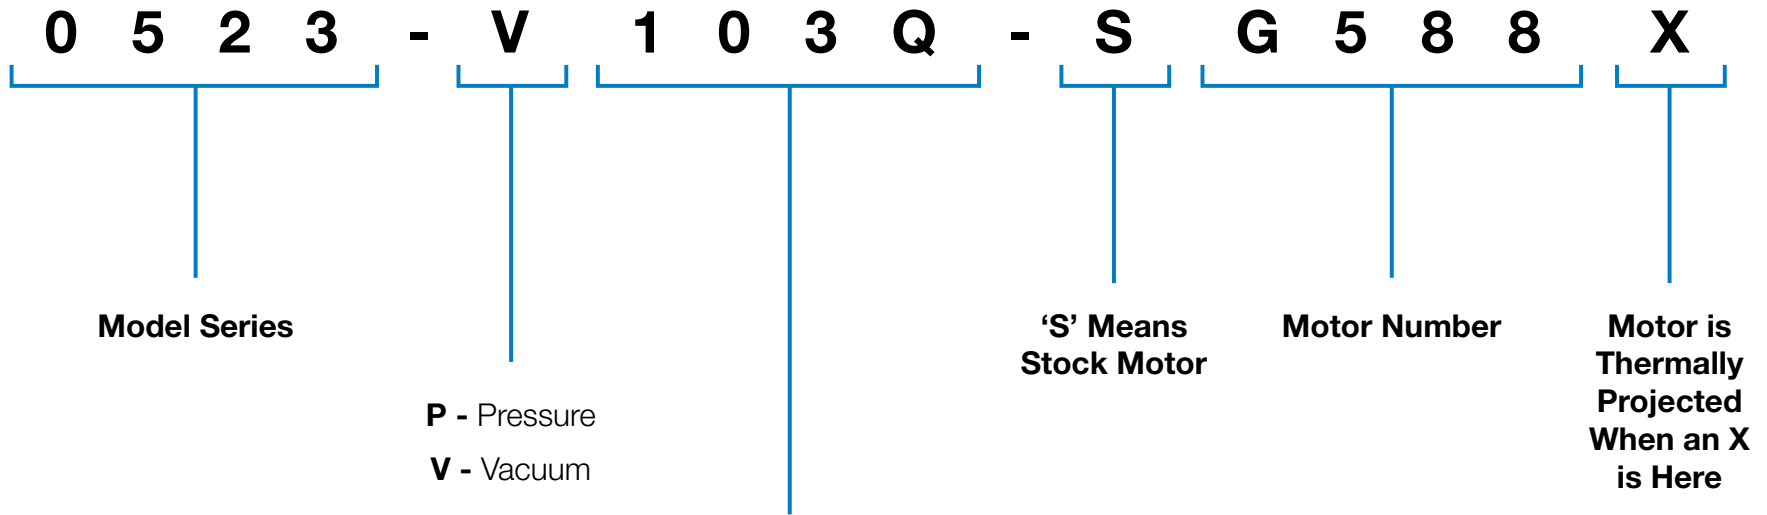 0 5 2 3 - V 1 0 3 Q - S G 5 8 8 X
Model Series
P - Pressure
V - Vacuum
‘S’ Means
Stock Motor
Motor Number
Motor is
Thermally
Projected
When an X
is Here